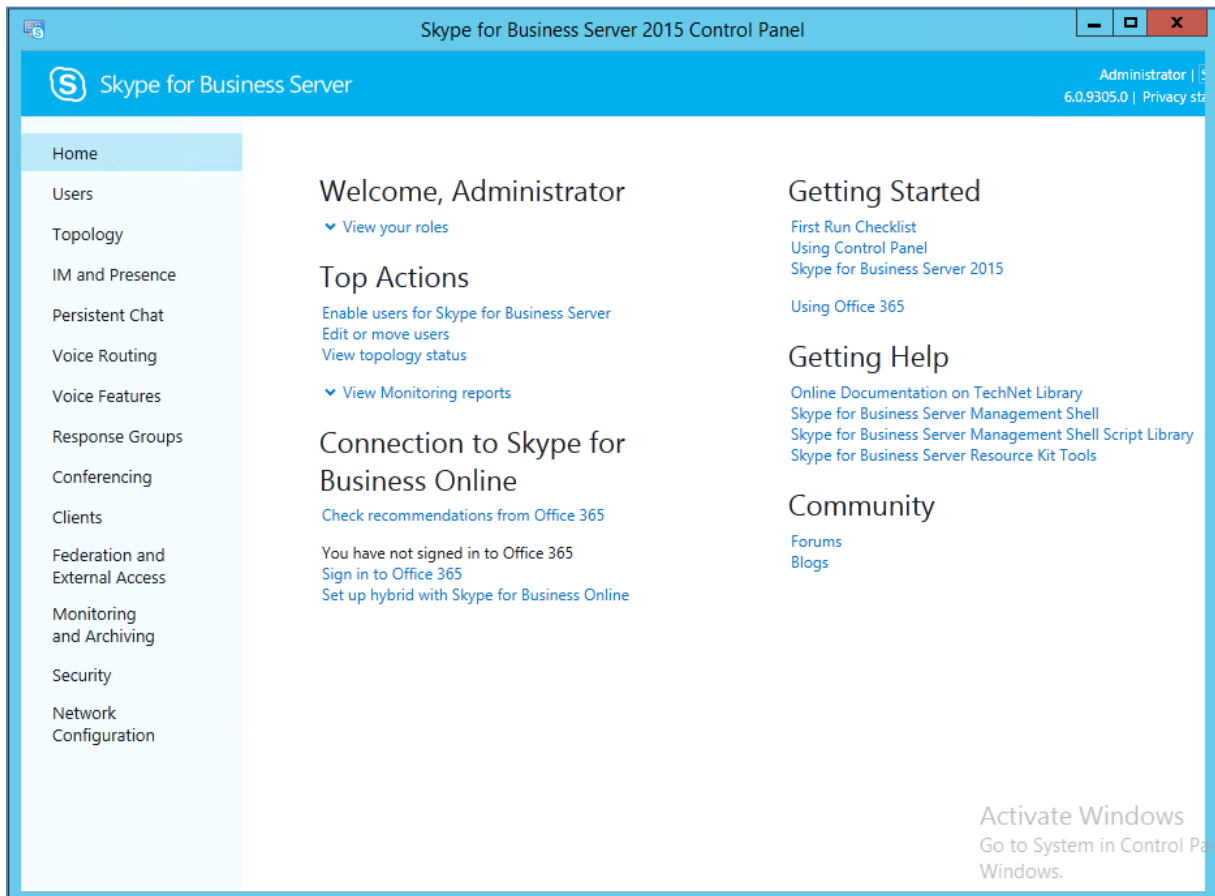 Skype for Business Server 2015 Control Panel
Skype for Business Server
Administrator |
6.0.9305.0 | Privacy
Home
Users
Topology
IM and Presence
Persistent Chat
Voice Routing
Voice Features
Response Groups
Conferencing
Clients
Federation and
External Access
Monitoring
and Archiving
Security
Network
Configuration
Welcome, Administrator
View your roles
Top Actions
Enable users for Skype for Business Server
Edit or move users
View topology status
View Monitoring reports
Connection to Skype for
Business Online
Check recommendations from Office 365
You have not signed in to Office 365
Sign in to Office 365
Set up hybrid with Skype for Business Online
Getting Started
First Run Checklist
Using Control Panel
Skype for Business Server 2015
Using Office 365
Getting Help
Online Documentation on TechNet Library
Skype for Business Server Management Shell
Skype for Business Server Management Shell Script Library
Skype for Business Server Resource Kit Tools
Community
Forums
Blogs
Activate Windows
Go to System in Control
Windows.